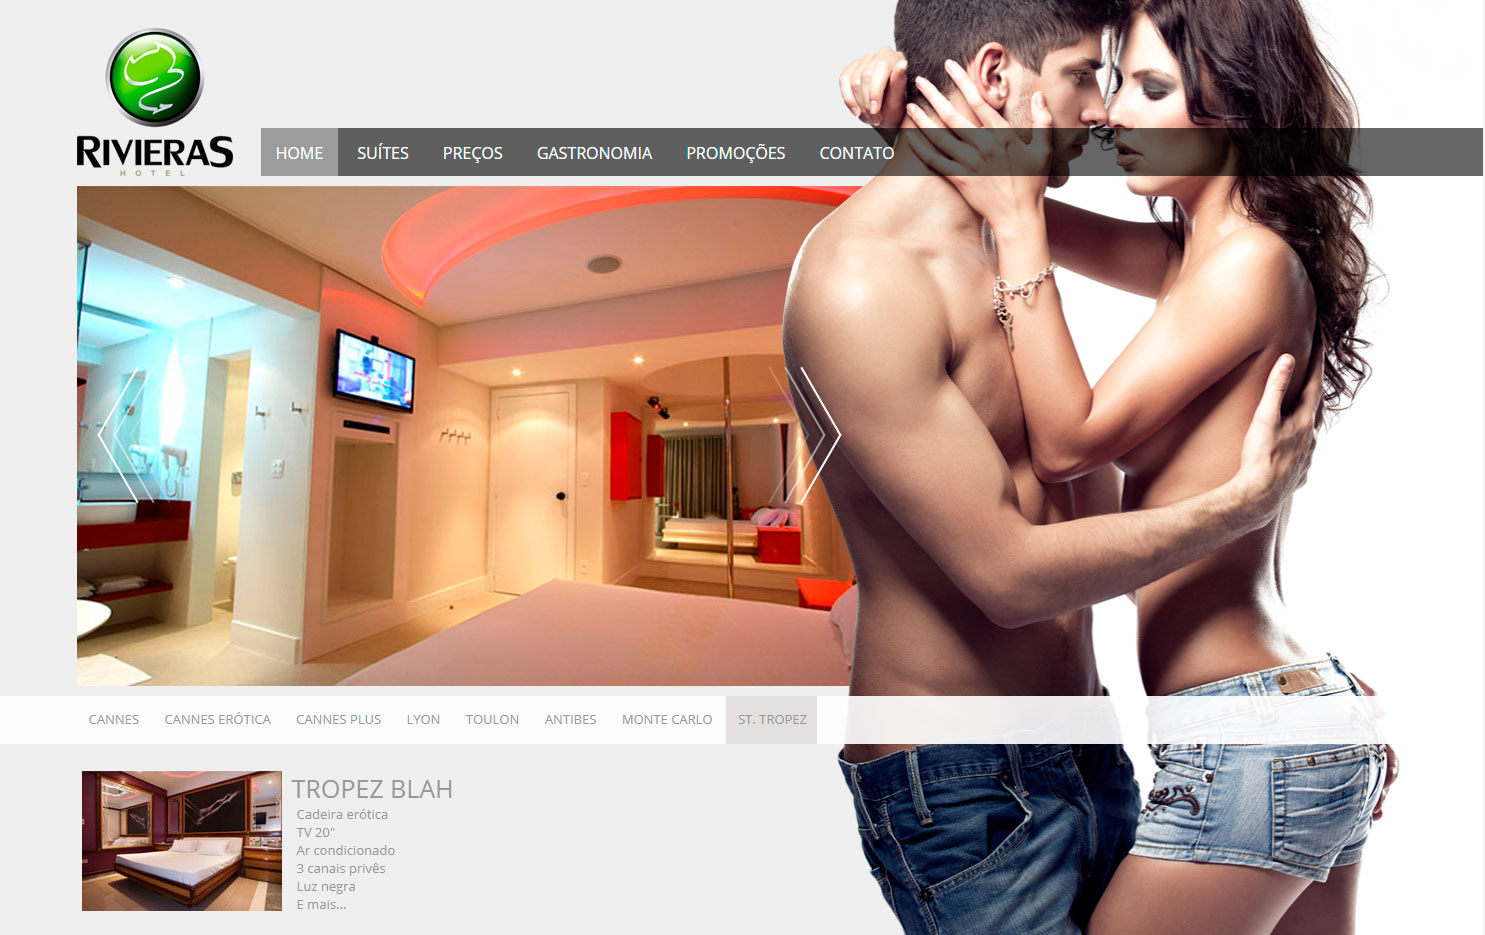 RIVIERAS
HOTEL
HOME SUÍTES PREÇOS GASTRONOMIA PROMOÇÕES CONTATO
CANNES CANNES ERÓTICA CANNES PLUS LYON TOULON ANTIBES MONTE CARLO ST. TROPEZ
TROPEZ BLAH
Cadeira erótica
TV 20"
Ar condicionado
3 canais privês
Luz negra
E mais...